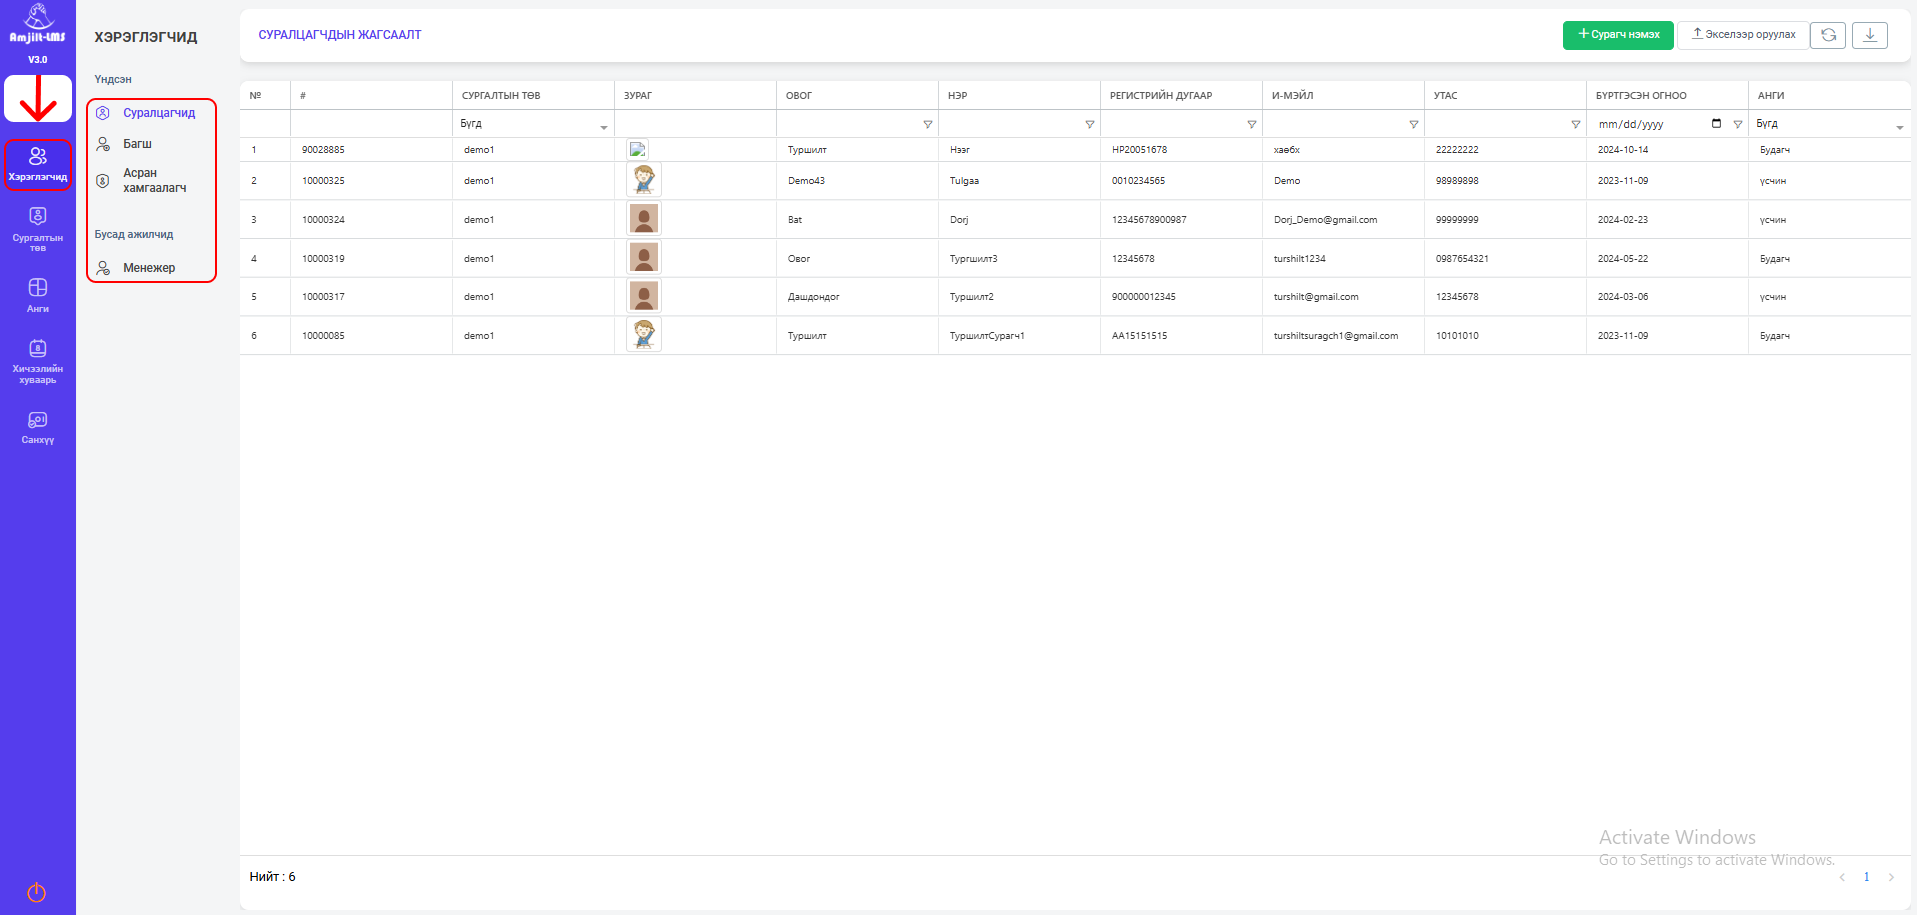 Amjilt-LMS
V3.0
Хэрэглэгчид
Сургалтын
төв
Анги
Хичээлийн
хуваарь
Санхүү
ХЭРЭГЛЭГЧИД
Үндсэн
Суралцагчид
Багш
Асран
хамгаалагч
Бусад ажилчид
Менежер
СУРАЛЦАГЧДЫН ЖАГСААЛТ
Сурагч нэмэх
Экселээр оруулах
№ # СУРГАЛТЫН ТӨВ ЗУРАГ ОВОГ НЭР РЕГИСТРИЙН ДУГААР И-МЭЙЛ УТАС БҮРТГЭСЭН ОГНОО АНГИ
Бүгд mm/dd/yyyy Бүгд
1 90028885 demo1 Туршилт Нээг НР20051678 хаөбх 22222222 2024-10-14 Будагч
2 10000325 demo1 Demo43 Tulgaa 0010234565 Demo 98989898 2023-11-09 үсчин
3 10000324 demo1 Bat Dorj 12345678900987 Dorj_Demo@gmail.com 99999999 2024-02-23 үсчин
4 10000319 demo1 Овог Тургшилт3 12345678 turshilt1234 0987654321 2024-05-22 Будагч
5 10000317 demo1 Дашдондог Туршилт2 900000012345 turshilt@gmail.com 12345678 2024-03-06 үсчин
6 10000085 demo1 Туршилт ТуршилтСурагч1 АА15151515 turshiltsuragch1@gmail.com 10101010 2023-11-09 Будагч
Activate Windows
Go to Settings to activate Windows.
Нийт : 6
1